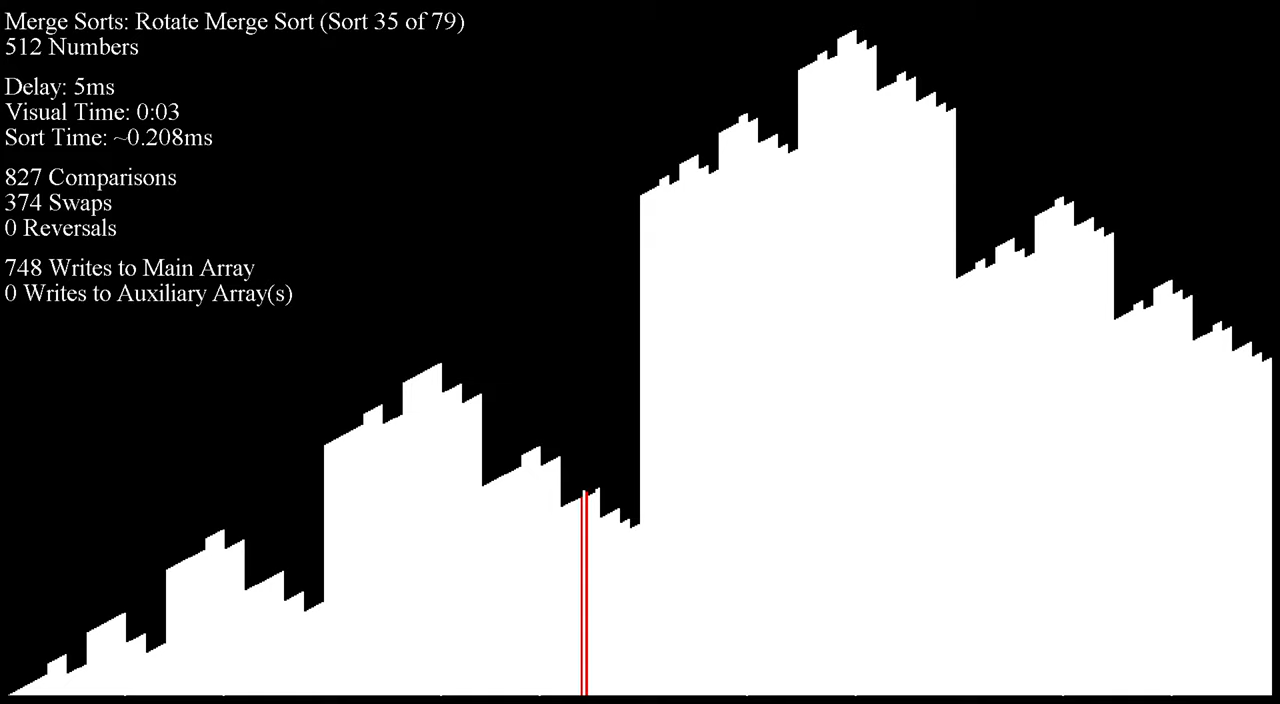 Merge Sorts: Rotate Merge Sort (Sort 35 of 79)
512 Numbers
Delay: 5ms
Visual Time: 0:03
Sort Time: ~0.208ms
827 Comparisons
374 Swaps
0 Reversals
748 Writes to Main Array
0 Writes to Auxiliary Array(s)